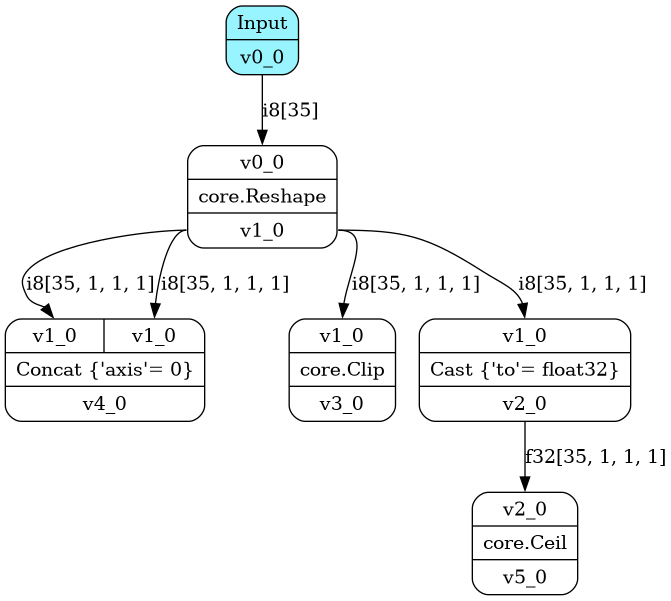 Input
v0_0
i8[35]
v0_0
core.Reshape
v1_0
i8[35, 1, 1, 1] i8[35, 1, 1, 1] i8[35, 1, 1, 1] i8[35, 1, 1, 1]
v1_0 v1_0
Concat {'axis'= 0}
v4_0
v1_0
core.Clip
v3_0
v1_0
Cast {'to'= float32}
v2_0
f32[35, 1, 1, 1]
v2_0
core.Ceil
v5_0